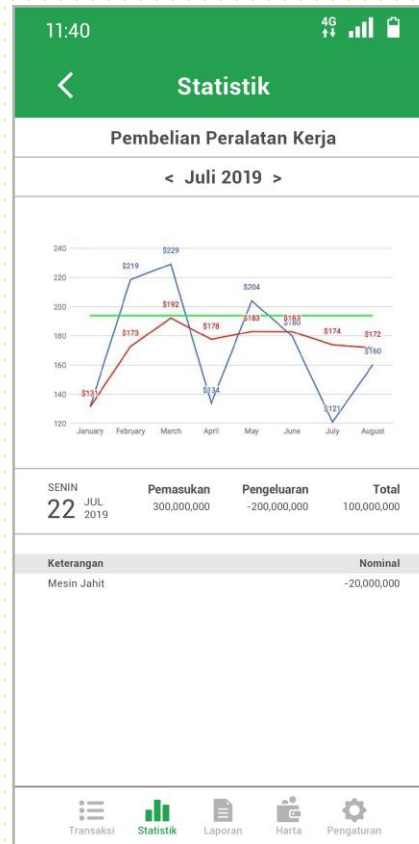 11:40
4G
Statistik
Pembelian Peralatan Kerja
< Juli 2019 >
240
220
200
180
160
140
120
$219
$229
$204
$192
$173
$178
$183
$183
$180
$174
$172
$160
$131
$134
$121
January February March April May June July August
SENIN
22 JUL 2019
Pemasukan Pengeluaran Total
300,000,000 -200,000,000 100,000,000
Keterangan Nominal
Mesin Jahit -20,000,000
Transaksi Statistik Laporan Harta Pengaturan